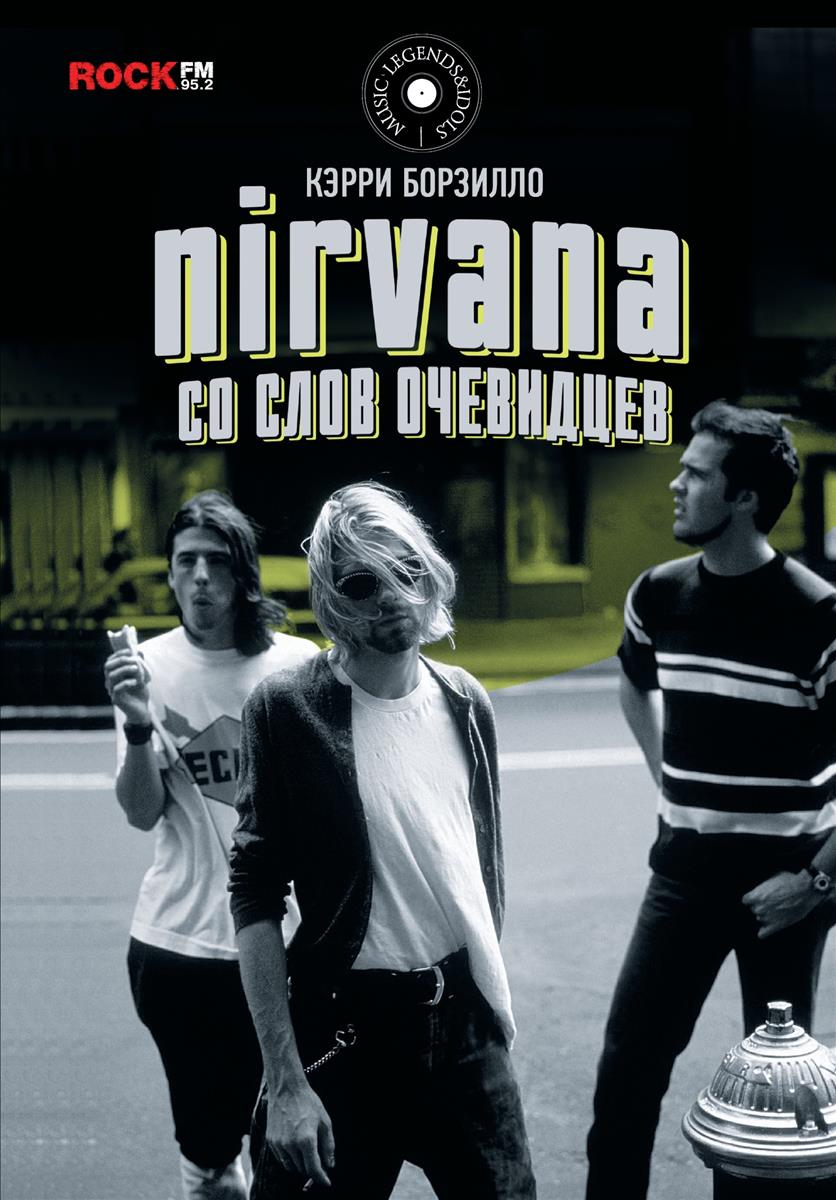 ROCK FM
95.2
MUSIC LEGENDS&IDOLS
КЭРРИ БОРЗИЛЛО
nirvana
СО СЛОВ ОЧЕВИДЦЕВ